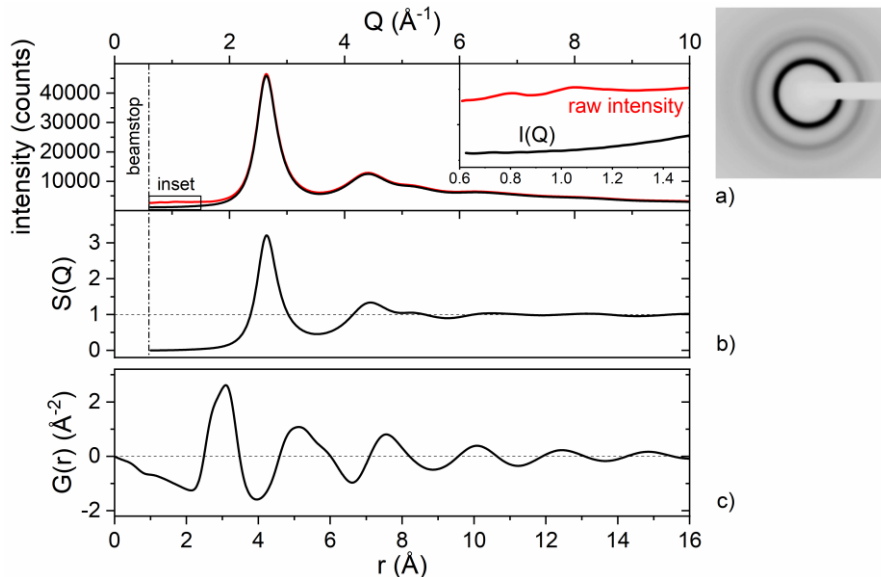 Q (Å⁻¹)
0 2 4 6 8 10
intensity (counts)
40000
30000
20000
10000
beamstop
inset
raw intensity
I(Q)
0.6 0.8 1.0 1.2 1.4
a)
S(Q)
3
2
1
0
b)
G(r) (Å⁻²)
2
0
-2
c)
0 2 4 6 8 10 12 14 16
r (Å)